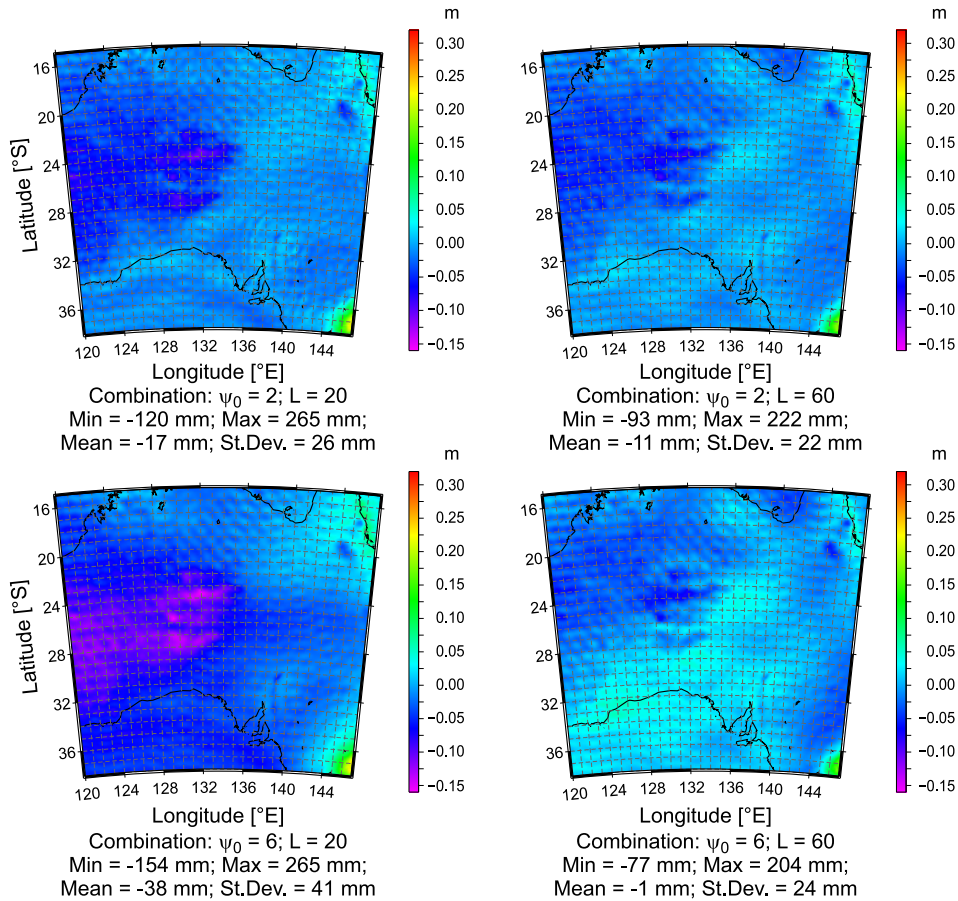 m
m
0.30
0.25
0.20
0.15
0.10
0.05
0.00
−0.05
−0.10
−0.15
0.30
0.25
0.20
0.15
0.10
0.05
0.00
−0.05
−0.10
−0.15
Latitude [°S]
16
20
24
28
32
36
16
20
24
28
32
36
120 124 128 131 136 140 144
120 124 128 131 136 140 144
Longitude [°E]
Longitude [°E]
Combination: ψ0 = 2; L = 20
Min = -120 mm; Max = 265 mm;
Mean = -17 mm; St.Dev. = 26 mm
Combination: ψ0 = 2; L = 60
Min = -93 mm; Max = 222 mm;
Mean = -11 mm; St.Dev. = 22 mm
m
m
0.30
0.25
0.20
0.15
0.10
0.05
0.00
−0.05
−0.10
−0.15
0.30
0.25
0.20
0.15
0.10
0.05
0.00
−0.05
−0.10
−0.15
Latitude [°S]
16
20
24
28
32
36
16
20
24
28
32
36
120 124 128 131 136 140 144
120 124 128 131 136 140 144
Longitude [°E]
Longitude [°E]
Combination: ψ0 = 6; L = 20
Min = -154 mm; Max = 265 mm;
Mean = -38 mm; St.Dev. = 41 mm
Combination: ψ0 = 6; L = 60
Min = -77 mm; Max = 204 mm;
Mean = -1 mm; St.Dev. = 24 mm